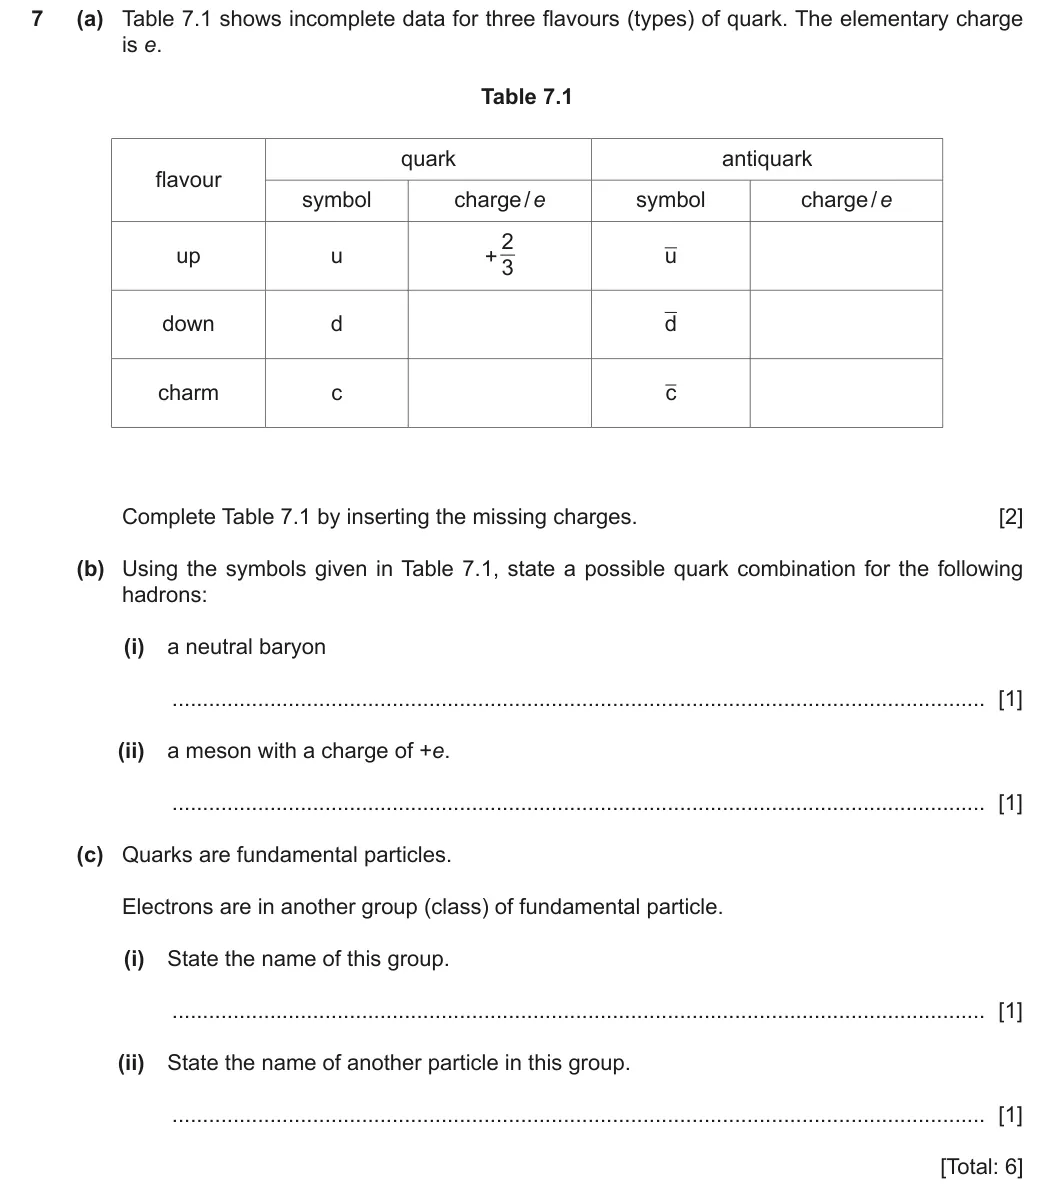 7 (a) Table 7.1 shows incomplete data for three flavours (types) of quark. The elementary charge
is e.
Table 7.1
flavour quark antiquark
symbol charge/e symbol charge/e
up u +2/3 u̅
down d d̅
charm c c̅
Complete Table 7.1 by inserting the missing charges. [2]
(b) Using the symbols given in Table 7.1, state a possible quark combination for the following
hadrons:
(i) a neutral baryon
.......................................................................................................................................... [1]
(ii) a meson with a charge of +e.
.......................................................................................................................................... [1]
(c) Quarks are fundamental particles.
Electrons are in another group (class) of fundamental particle.
(i) State the name of this group.
.......................................................................................................................................... [1]
(ii) State the name of another particle in this group.
.......................................................................................................................................... [1]
[Total: 6]